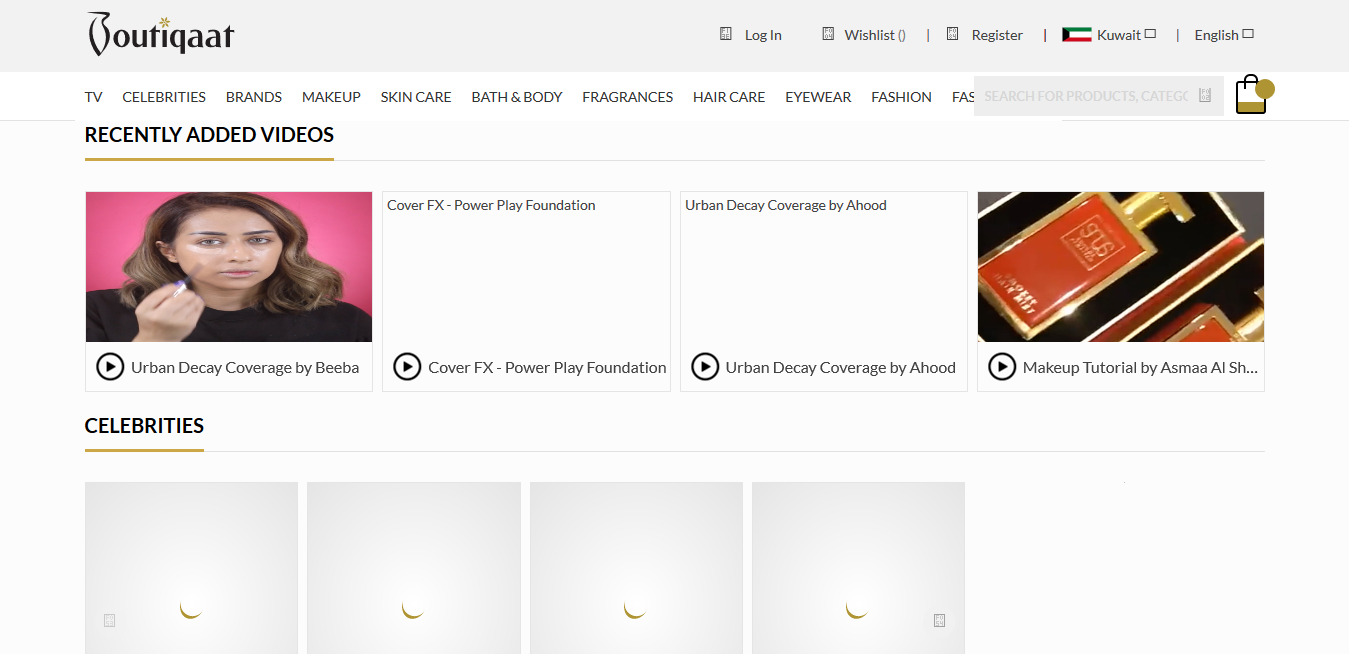 Boutiqaat
Log In
Wishlist ()
|
Register
|
Kuwait
|
English
TV
CELEBRITIES
BRANDS
MAKEUP
SKIN CARE
BATH & BODY
FRAGRANCES
HAIR CARE
EYEWEAR
FASHION
FAS
SEARCH FOR PRODUCTS, CATEGO
RECENTLY ADDED VIDEOS
Cover FX - Power Play Foundation
Urban Decay Coverage by Ahood
Urban Decay Coverage by Beeba
Cover FX - Power Play Foundation
Urban Decay Coverage by Ahood
Makeup Tutorial by Asmaa Al Sh...
CELEBRITIES